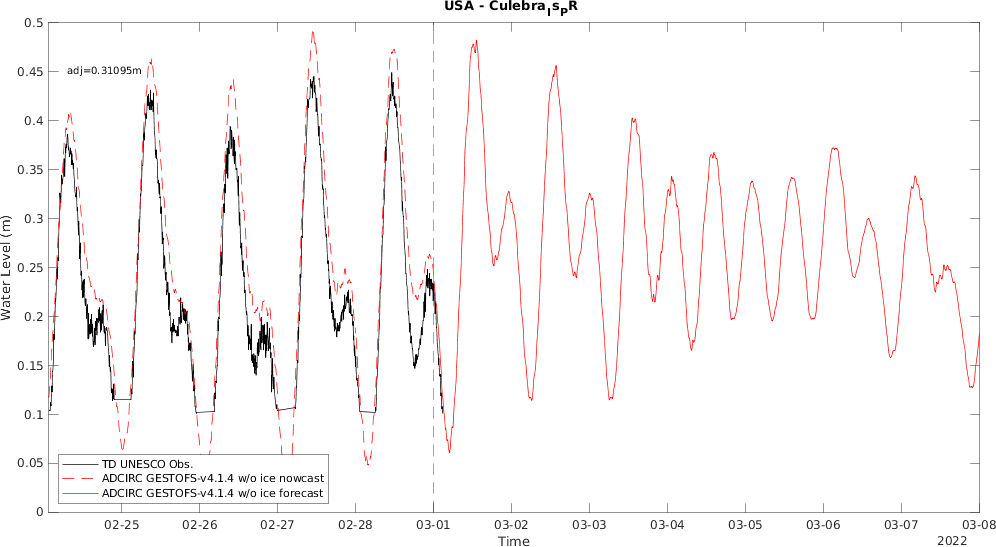 USA - CulebraIsPR
0.5
0.45
0.4
0.35
0.3
0.25
0.2
0.15
0.1
0.05
0
Water Level (m)
adj=0.31095m
TD UNESCO Obs.
ADCIRC GESTOFS-v4.1.4 w/o ice nowcast
ADCIRC GESTOFS-v4.1.4 w/o ice forecast
02-25 02-26 02-27 02-28 03-01 03-02 03-03 03-04 03-05 03-06 03-07 03-08
Time
2022